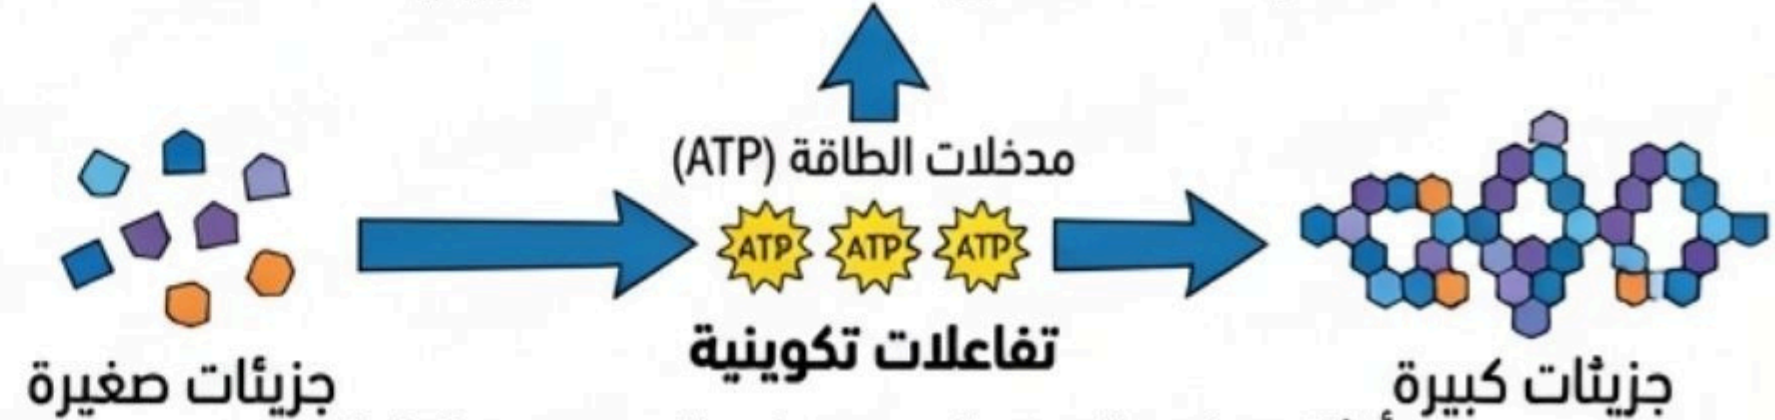 مدخلات الطاقة (ATP)
ATP ATP ATP
تفاعلات تكوينية
جزيئات صغيرة
جزيئات كبيرة